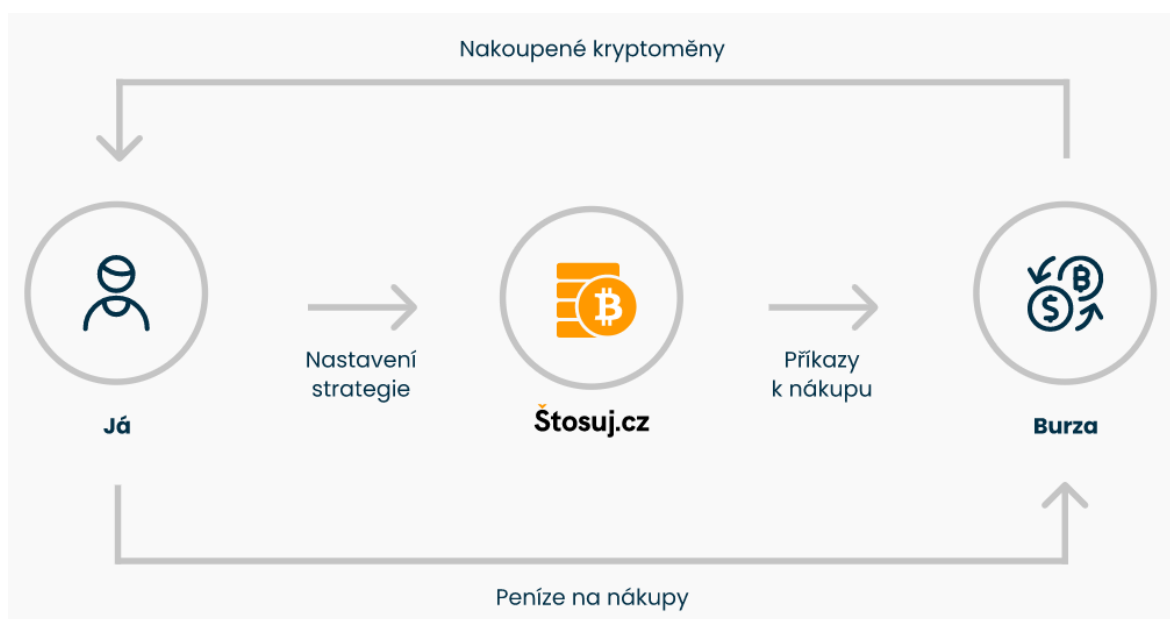 Nakoupené kryptoměny
Nastavení
strategie
Příkazy
k nákupu
Já
Štosuj.cz
Burza
Peníze na nákupy